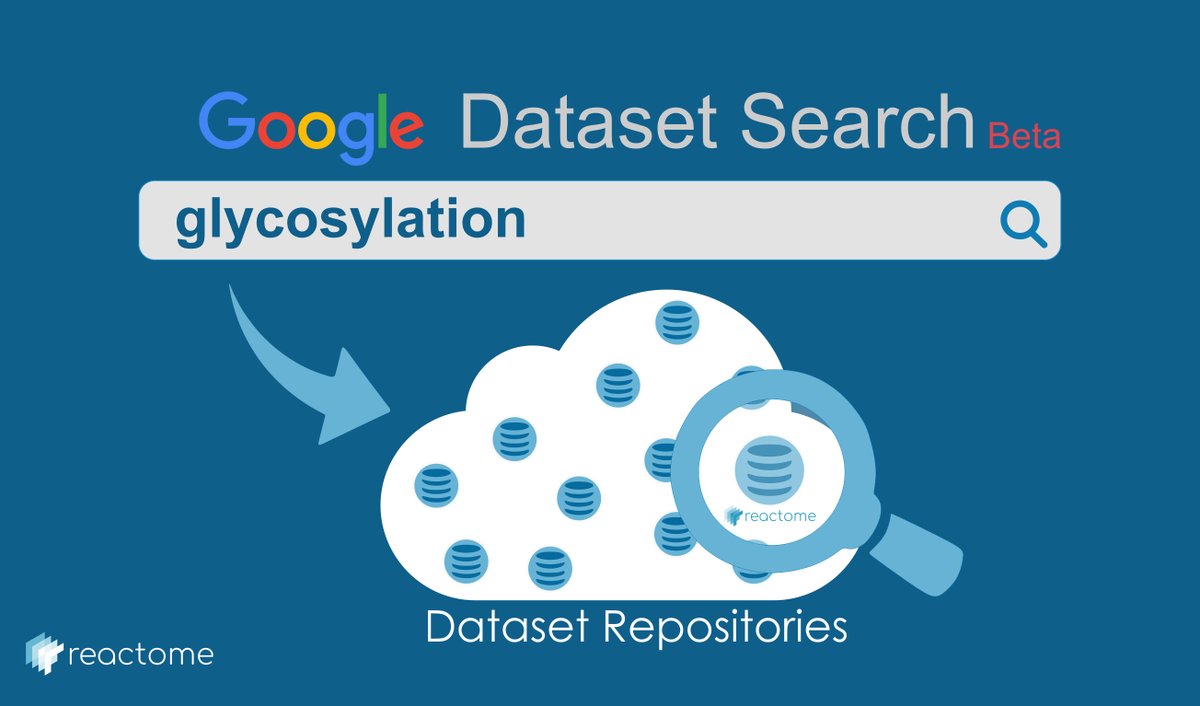 Google Dataset Search Beta
glycosylation
reactome
Dataset Repositories
reactome